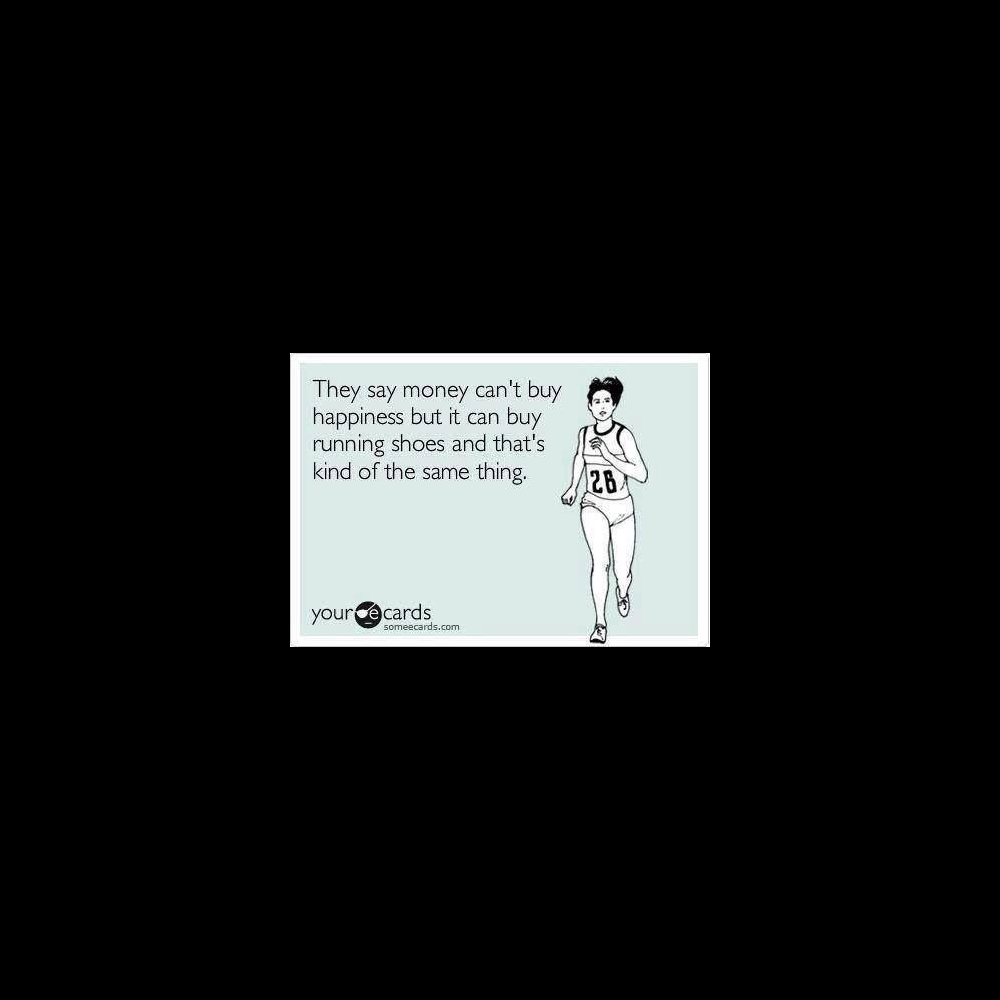 They say money can't buy
happiness but it can buy
running shoes and that's
kind of the same thing.
26
your e cards
someecards.com